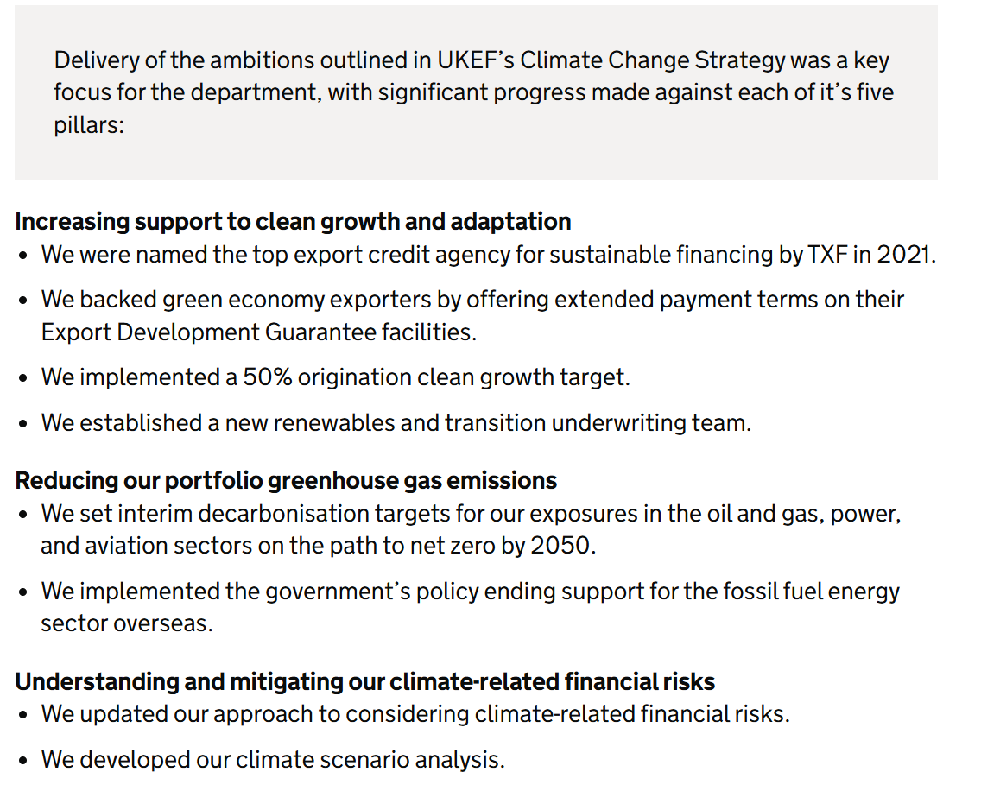 Delivery of the ambitions outlined in UKEF’s Climate Change Strategy was a key
focus for the department, with significant progress made against each of it’s five
pillars:
Increasing support to clean growth and adaptation
• We were named the top export credit agency for sustainable financing by TXF in 2021.
• We backed green economy exporters by offering extended payment terms on their
Export Development Guarantee facilities.
• We implemented a 50% origination clean growth target.
• We established a new renewables and transition underwriting team.
Reducing our portfolio greenhouse gas emissions
• We set interim decarbonisation targets for our exposures in the oil and gas, power,
and aviation sectors on the path to net zero by 2050.
• We implemented the government’s policy ending support for the fossil fuel energy
sector overseas.
Understanding and mitigating our climate-related financial risks
• We updated our approach to considering climate-related financial risks.
• We developed our climate scenario analysis.